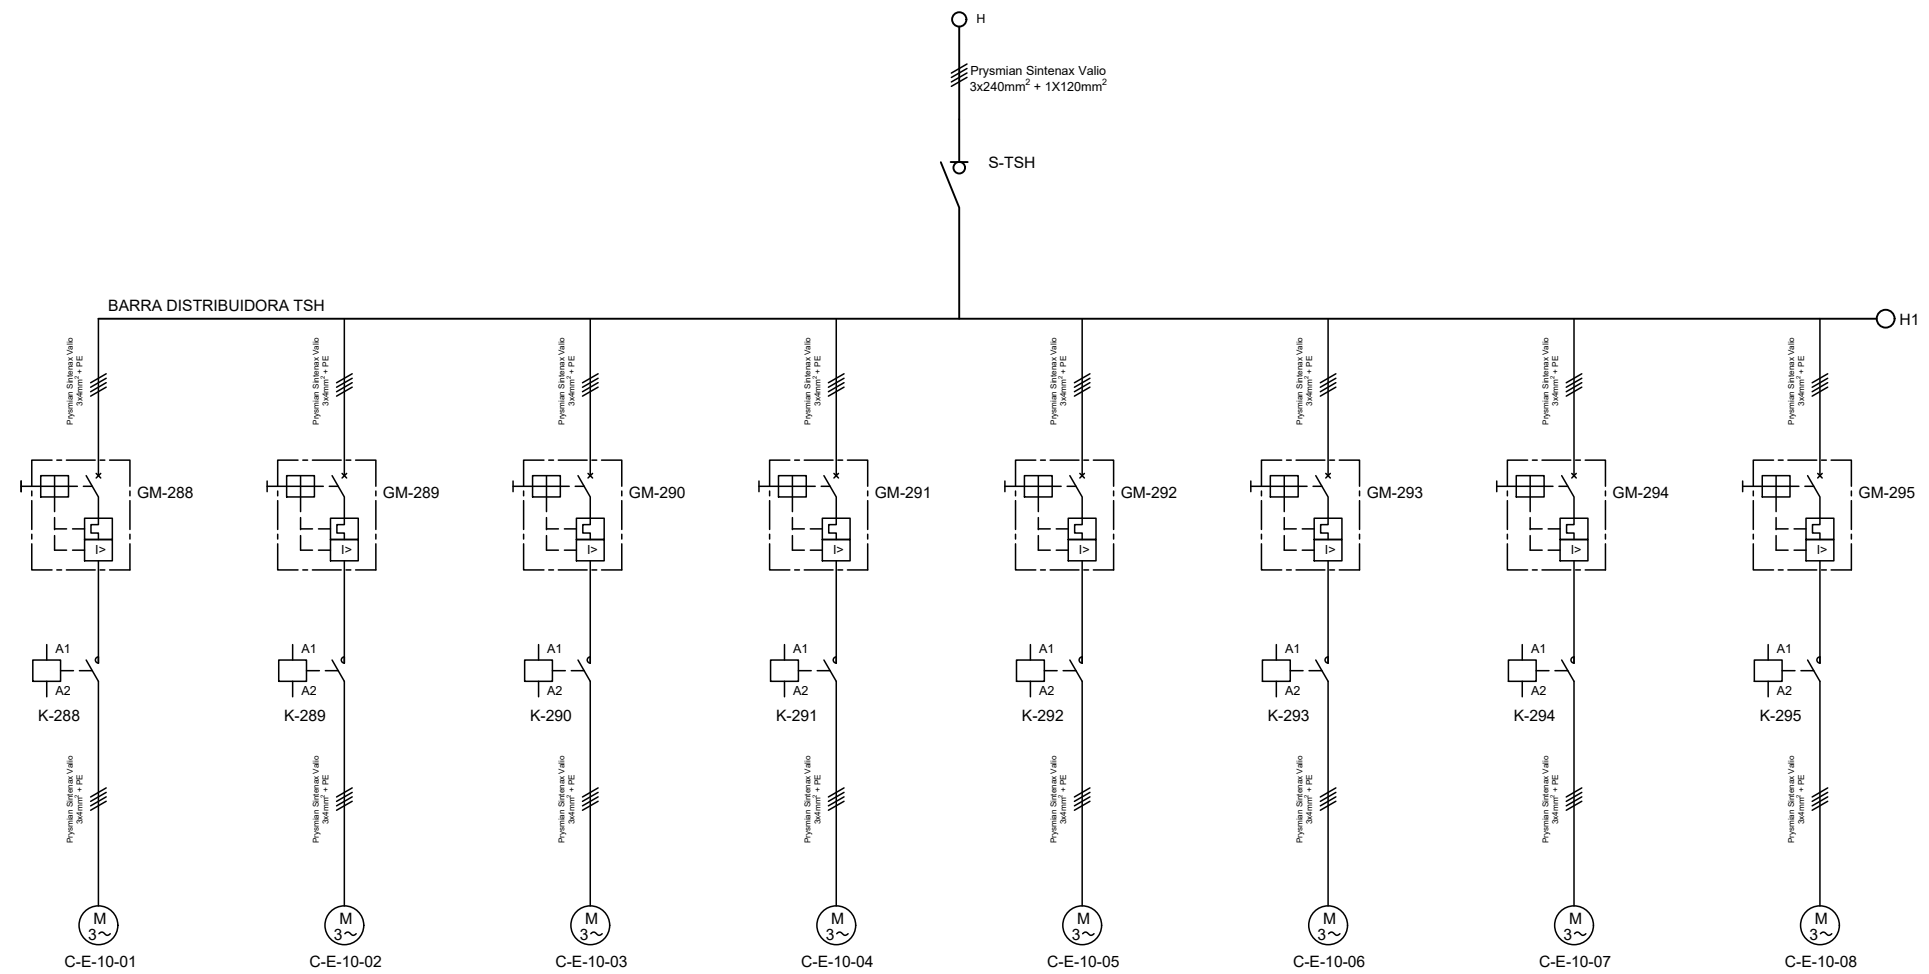 H
Prysmian Sintenax Valio
3x240mm² + 1X120mm²
S-TSH
BARRA DISTRIBUIDORA TSH
H1
Prysmian Sintenax Valio
3x4mm² + PE
Prysmian Sintenax Valio
3x4mm² + PE
Prysmian Sintenax Valio
3x4mm² + PE
Prysmian Sintenax Valio
3x4mm² + PE
Prysmian Sintenax Valio
3x4mm² + PE
Prysmian Sintenax Valio
3x4mm² + PE
Prysmian Sintenax Valio
3x4mm² + PE
Prysmian Sintenax Valio
3x4mm² + PE
GM-288
GM-289
GM-290
GM-291
GM-292
GM-293
GM-294
GM-295
I>
I>
I>
I>
I>
I>
I>
I>
A1
A1
A1
A1
A1
A1
A1
A1
A2
A2
A2
A2
A2
A2
A2
A2
K-288
K-289
K-290
K-291
K-292
K-293
K-294
K-295
Prysmian Sintenax Valio
3x4mm² + PE
Prysmian Sintenax Valio
3x4mm² + PE
Prysmian Sintenax Valio
3x4mm² + PE
Prysmian Sintenax Valio
3x4mm² + PE
Prysmian Sintenax Valio
3x4mm² + PE
Prysmian Sintenax Valio
3x4mm² + PE
Prysmian Sintenax Valio
3x4mm² + PE
Prysmian Sintenax Valio
3x4mm² + PE
M
3~
M
3~
M
3~
M
3~
M
3~
M
3~
M
3~
M
3~
C-E-10-01
C-E-10-02
C-E-10-03
C-E-10-04
C-E-10-05
C-E-10-06
C-E-10-07
C-E-10-08